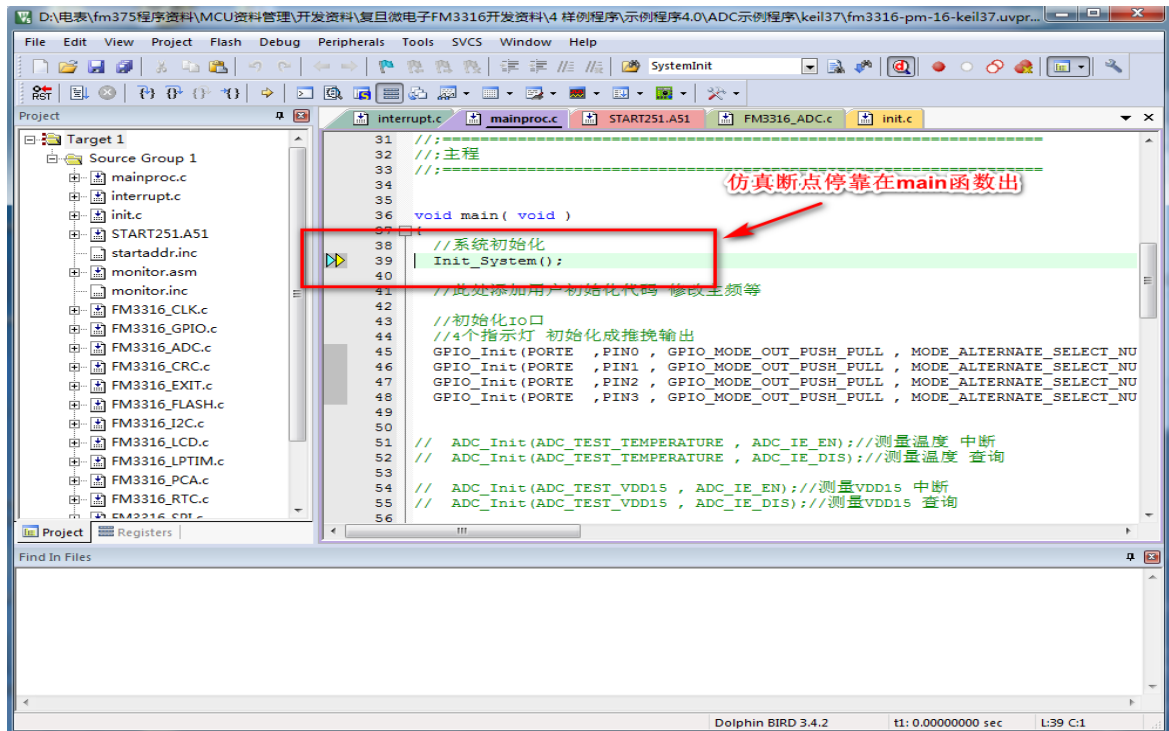 D:\电表\fm375程序资料\MCU资料管理\开发资料\复旦微电子FM3316开发资料\4 样例程序\示例程序4.0\ADC示例程序\keil37\fm3316-pm-16-keil37.uvpr...
File Edit View Project Flash Debug Peripherals Tools SVCS Window Help
SystemInit
RST
Project
interrupt.c mainproc.c START251.A51 FM3316_ADC.c init.c
Target 1
Source Group 1
mainproc.c
interrupt.c
init.c
START251.A51
startaddr.inc
monitor.asm
monitor.inc
FM3316_CLK.c
FM3316_GPIO.c
FM3316_ADC.c
FM3316_CRC.c
FM3316_EXIT.c
FM3316_FLASH.c
FM3316_I2C.c
FM3316_LCD.c
FM3316_LPTIM.c
FM3316_PCA.c
FM3316_RTC.c
FM3316_SPI.c
Project Registers
31 //;============================================================
32 //;主程
33 //;============================================================
仿真断点停靠在main函数出
34
35
36 void main( void )
37 {
38 //系统初始化
39 Init_System();
40
41 //此处添加用户初始化代码 修改主频等
42
43 //初始化IO口
44 //4个指示灯 初始化成推挽输出
45 GPIO_Init(PORTE ,PIN0 , GPIO_MODE_OUT_PUSH_PULL , MODE_ALTERNATE_SELECT_NU
46 GPIO_Init(PORTE ,PIN1 , GPIO_MODE_OUT_PUSH_PULL , MODE_ALTERNATE_SELECT_NU
47 GPIO_Init(PORTE ,PIN2 , GPIO_MODE_OUT_PUSH_PULL , MODE_ALTERNATE_SELECT_NU
48 GPIO_Init(PORTE ,PIN3 , GPIO_MODE_OUT_PUSH_PULL , MODE_ALTERNATE_SELECT_NU
49
50
51 // ADC_Init(ADC_TEST_TEMPERATURE , ADC_IE_EN);//测量温度 中断
52 // ADC_Init(ADC_TEST_TEMPERATURE , ADC_IE_DIS);//测量温度 查询
53
54 // ADC_Init(ADC_TEST_VDD15 , ADC_IE_EN);//测量VDD15 中断
55 // ADC_Init(ADC_TEST_VDD15 , ADC_IE_DIS);//测量VDD15 查询
56
Find In Files
Dolphin BIRD 3.4.2 t1: 0.00000000 sec L:39 C:1